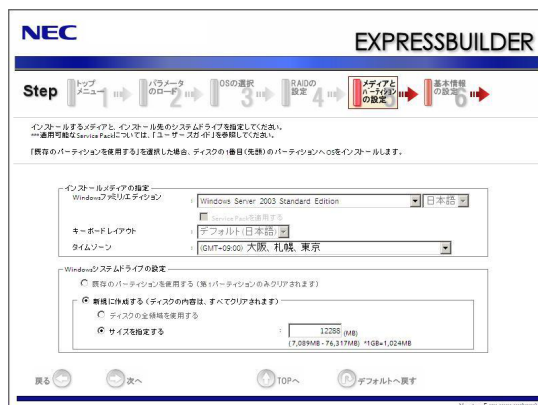 NEC
EXPRESSBUILDER
Step
トップメニュー 1
パラメータのロード 2
OSの選択 3
RAIDの設定 4
メディアとパーティションの設定 5
基本情報の設定 6
インストールするメディアと、インストール先のシステムドライブを指定してください。
***適用可能なService Packについては、「ユーザーズガイド」を参照してください。
「既存のパーティションを使用する」を選択した場合、ディスクの1番目(先頭)のパーティションへOSをインストールします。
インストールメディアの指定
Windowsファミリ/エディション : Windows Server 2003 Standard Edition 日本語
Service Packを適用する
キーボードレイアウト : デフォルト(日本語)
タイムゾーン : (GMT+09:00) 大阪、札幌、東京
Windowsシステムドライブの設定
既存のパーティションを使用する (第1パーティションのみクリアされます)
新規に作成する (ディスクの内容は、すべてクリアされます)
ディスクの全領域を使用する
サイズを指定する : 12288 (MB)
(7,089MB - 76,317MB) *1GB=1,024MB
戻る
次へ
TOPへ
デフォルトへ戻す